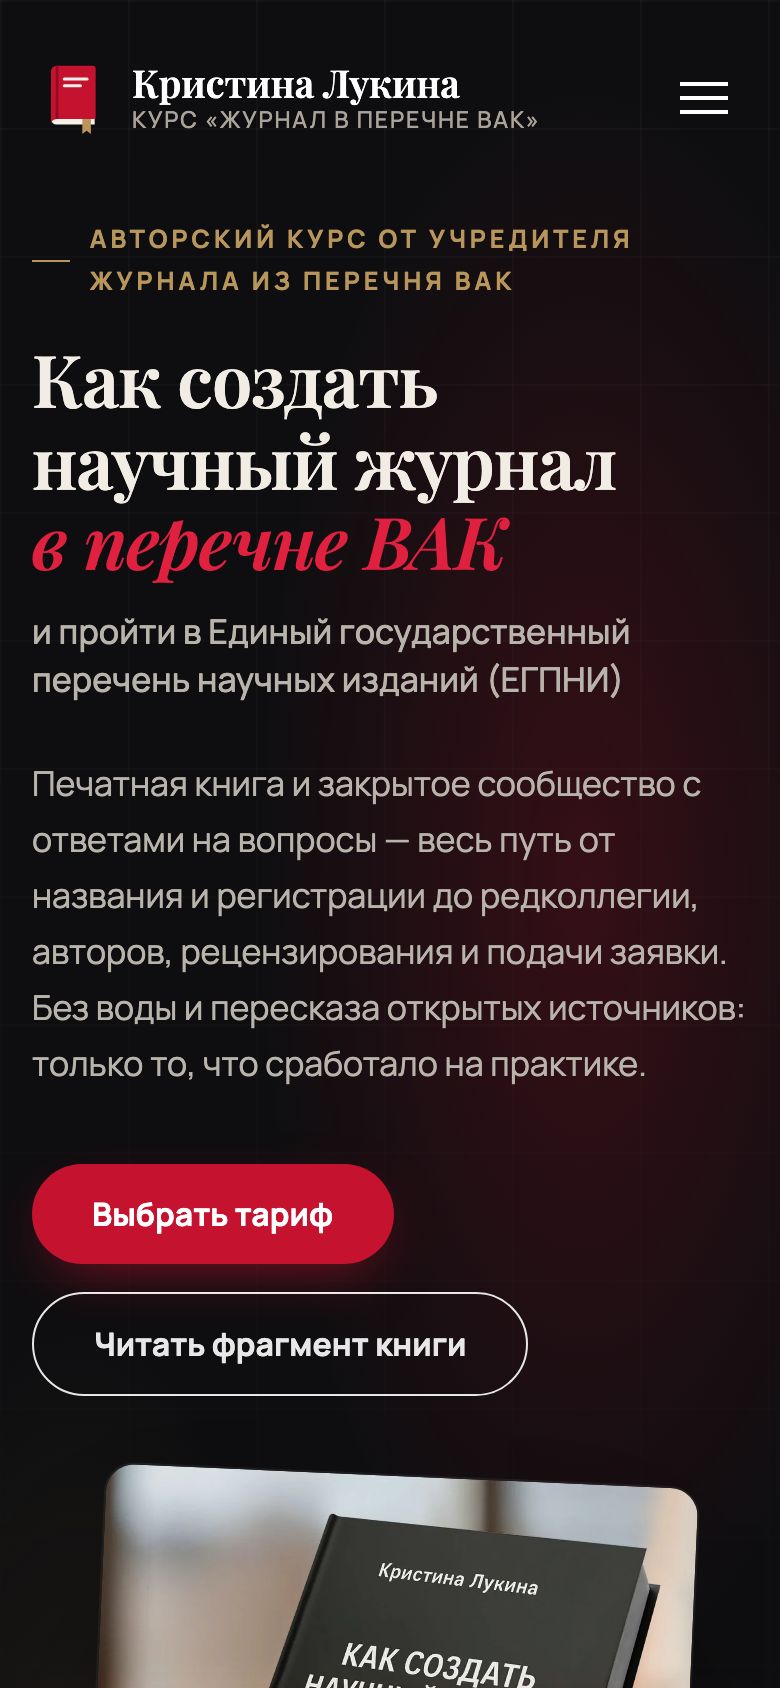 Кристина Лукина
КУРС «ЖУРНАЛ В ПЕРЕЧНЕ ВАК»
АВТОРСКИЙ КУРС ОТ УЧРЕДИТЕЛЯ
ЖУРНАЛА ИЗ ПЕРЕЧНЯ ВАК
Как создать
научный журнал
в перечне ВАК
и пройти в Единый государственный
перечень научных изданий (ЕГПНИ)
Печатная книга и закрытое сообщество с
ответами на вопросы — весь путь от
названия и регистрации до редколлегии,
авторов, рецензирования и подачи заявки.
Без воды и пересказа открытых источников:
только то, что сработало на практике.
Выбрать тариф
Читать фрагмент книги
Кристина Лукина
КАК СОЗДАТЬ